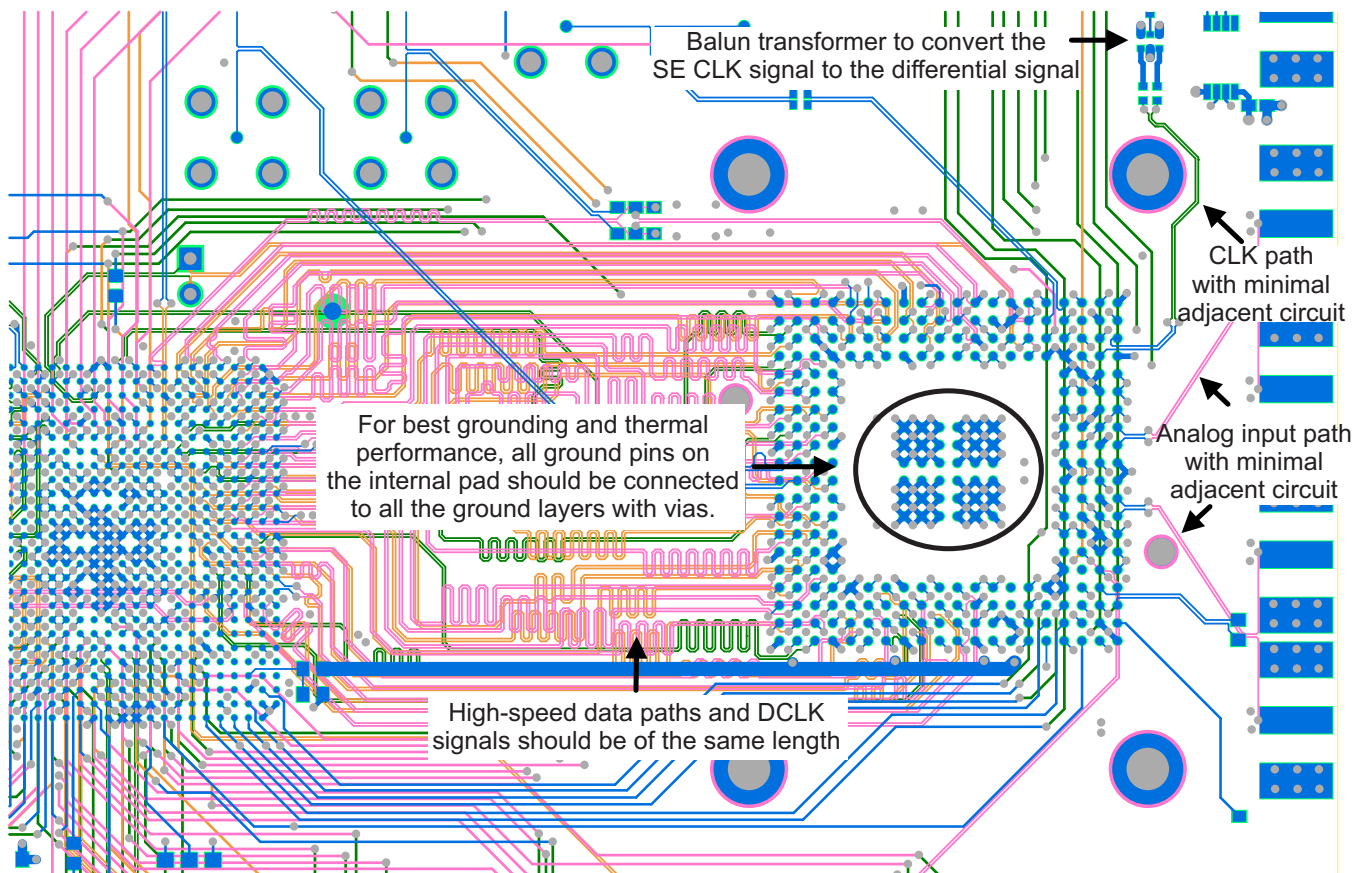 Balun transformer to convert the
SE CLK signal to the differential signal
CLK path
with minimal
adjacent circuit
For best grounding and thermal
performance, all ground pins on
the internal pad should be connected
to all the ground layers with vias.
Analog input path
with minimal
adjacent circuit
High-speed data paths and DCLK
signals should be of the same length